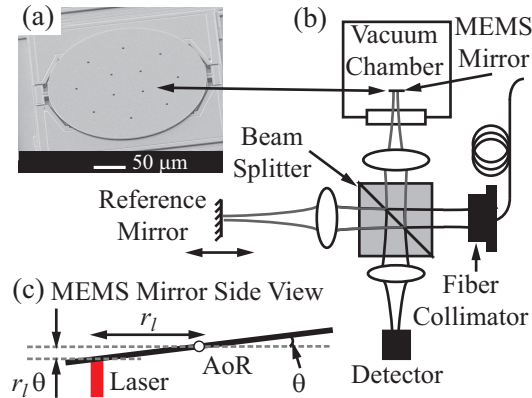 (a)
50 μm
(b)
Vacuum
Chamber
MEMS
Mirror
Beam
Splitter
Reference
Mirror
Fiber
Collimator
Detector
(c)
MEMS Mirror Side View
r_l
r_lθ
Laser
AoR
θ